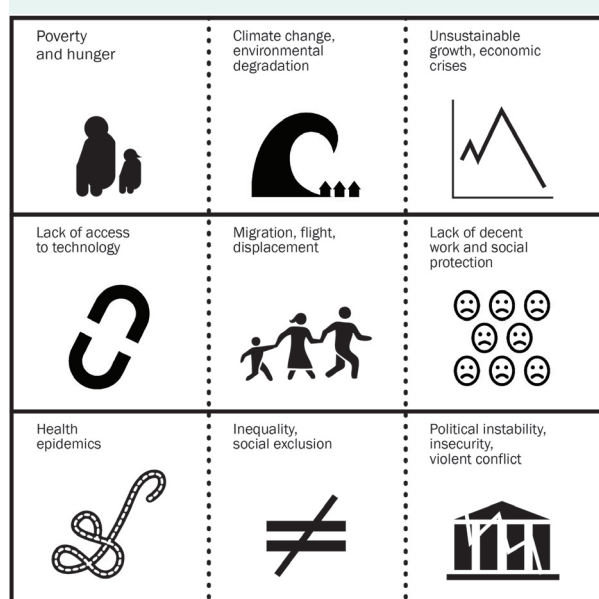 Poverty
and hunger
Climate change,
environmental
degradation
Unsustainable
growth, economic
crises
Lack of access
to technology
Migration, flight,
displacement
Lack of decent
work and social
protection
Health
epidemics
Inequality,
social exclusion
Political instability,
insecurity,
violent conflict